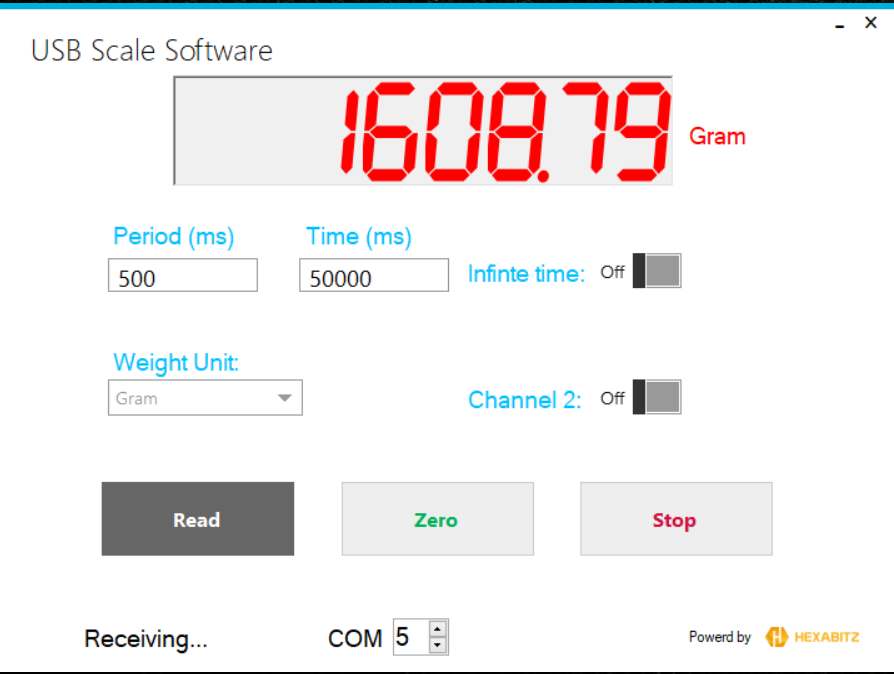 USB Scale Software
1608.79 Gram
Period (ms) Time (ms)
500 50000 Infinte time: Off
Weight Unit:
Gram Channel 2: Off
Read Zero Stop
Receiving... COM 5 Powerd by HEXABITZ